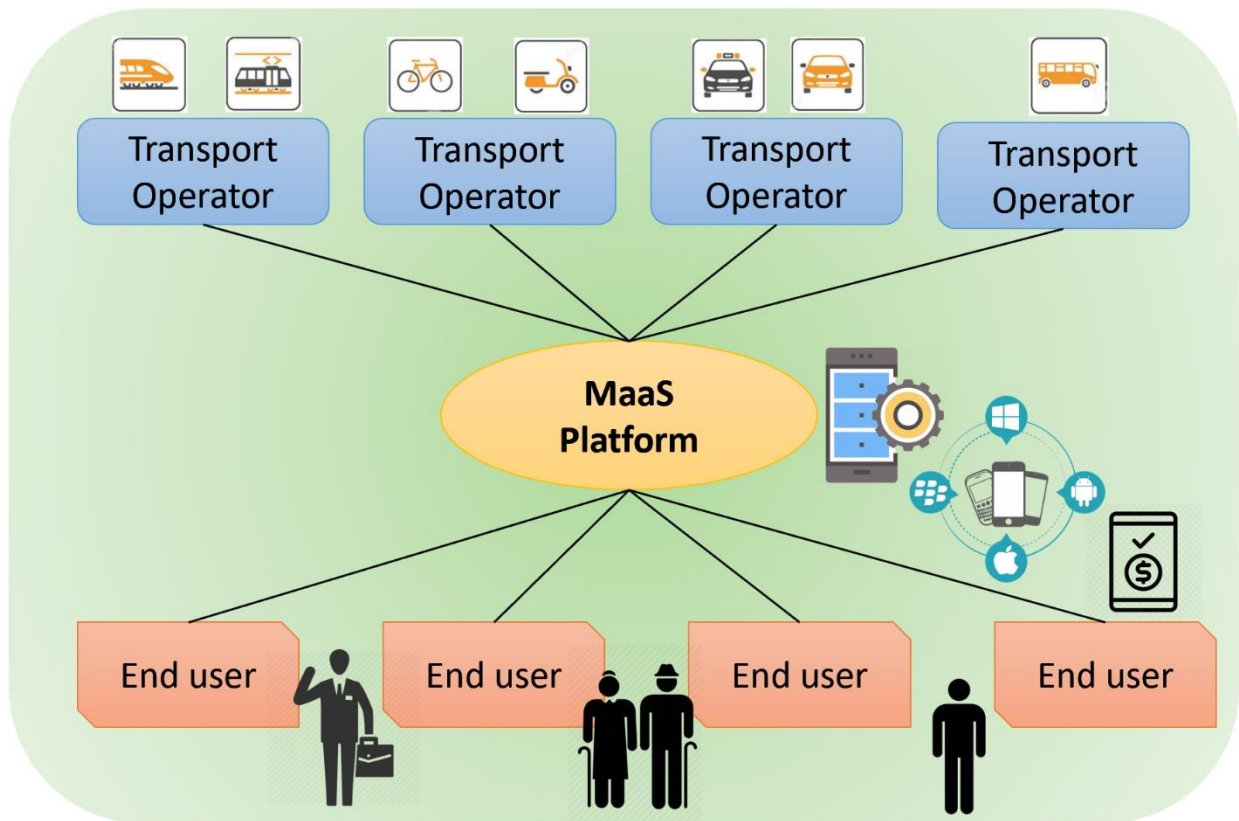 Transport
Operator
Transport
Operator
Transport
Operator
Transport
Operator
MaaS
Platform
$
End user
End user
End user
End user